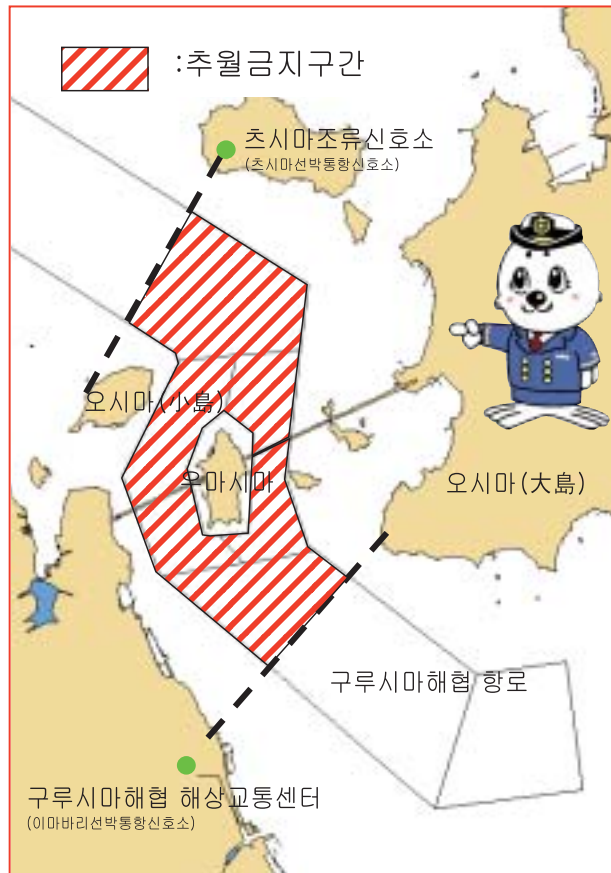 :추월금지구간
츠시마조류신호소
(츠시마선박통항신호소)
오시마(小島)
우마시마
오시마(大島)
구루시마해협 항로
구루시마해협 해상교통센터
(이마바리선박통항신호소)